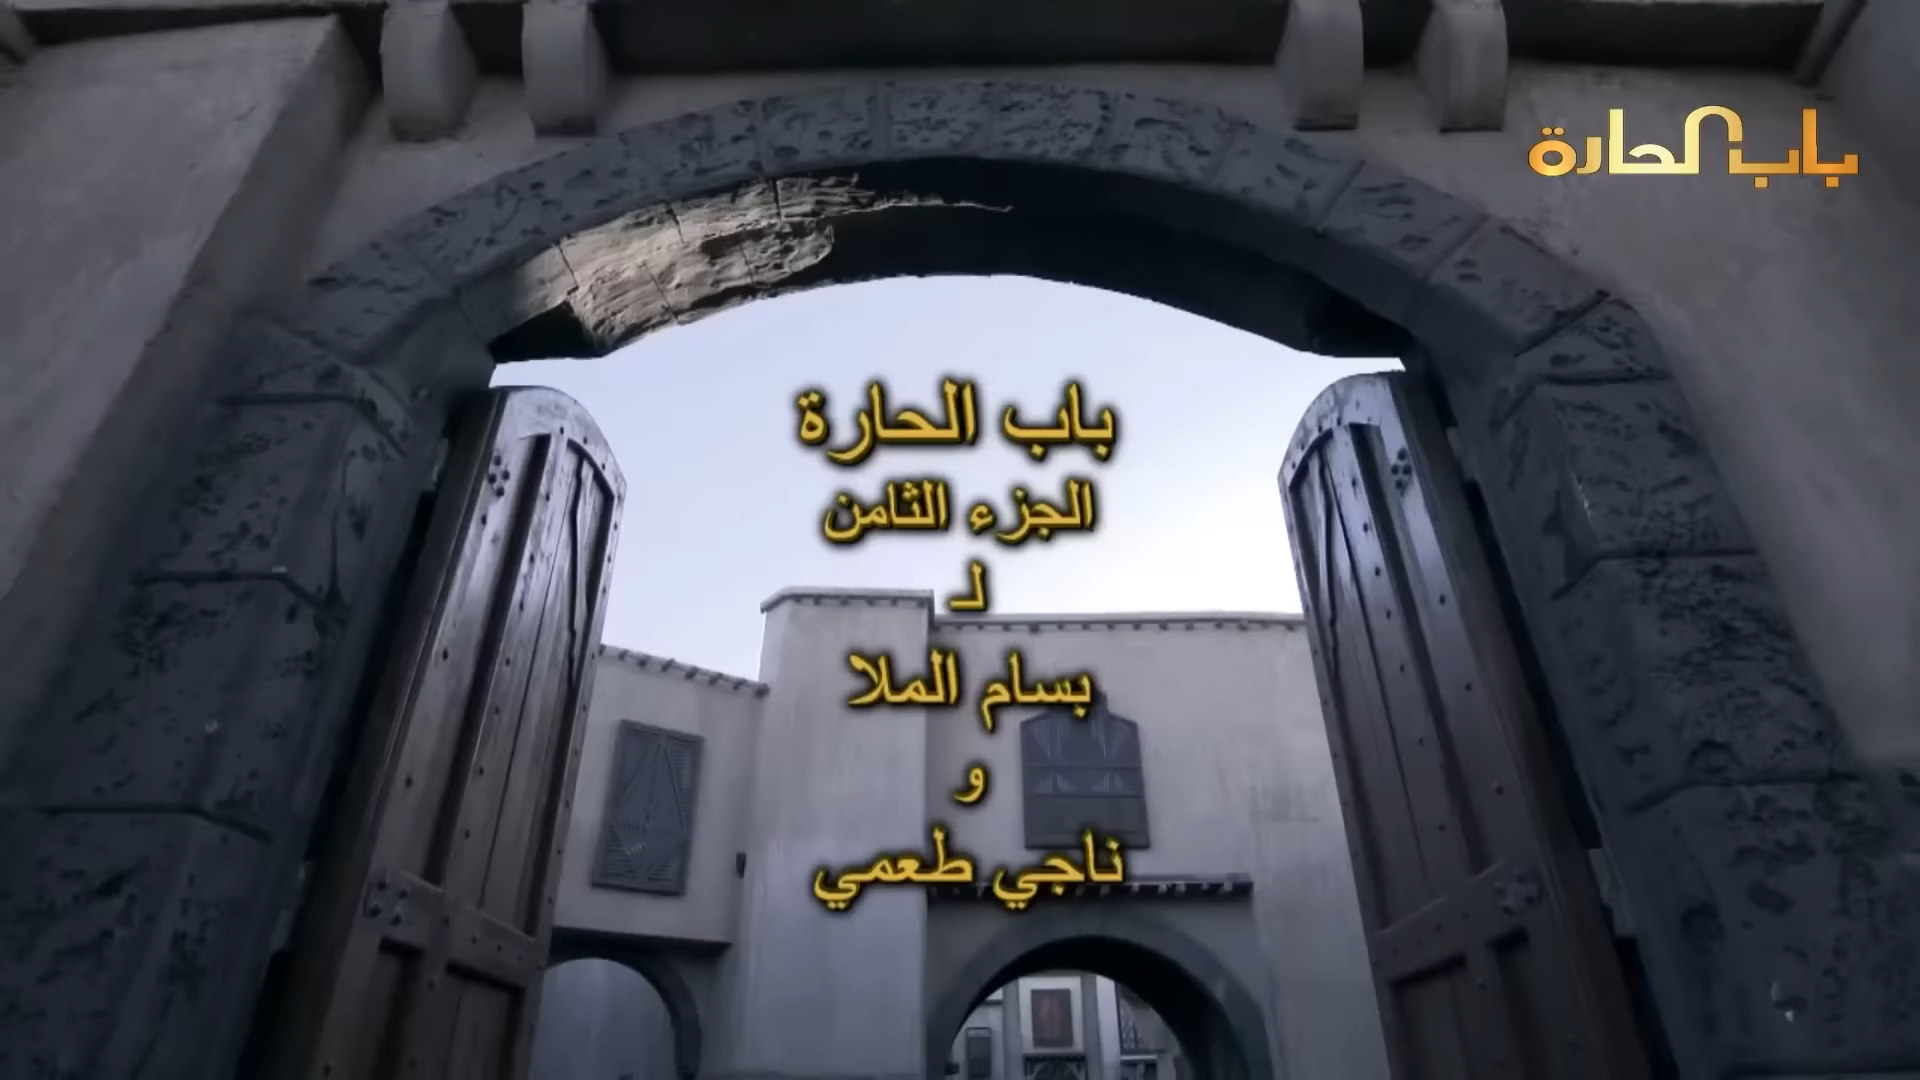 باب الحارة
باب الحارة
الجزء الثامن
لـ
بسام الملا
و
ناجي طعمي